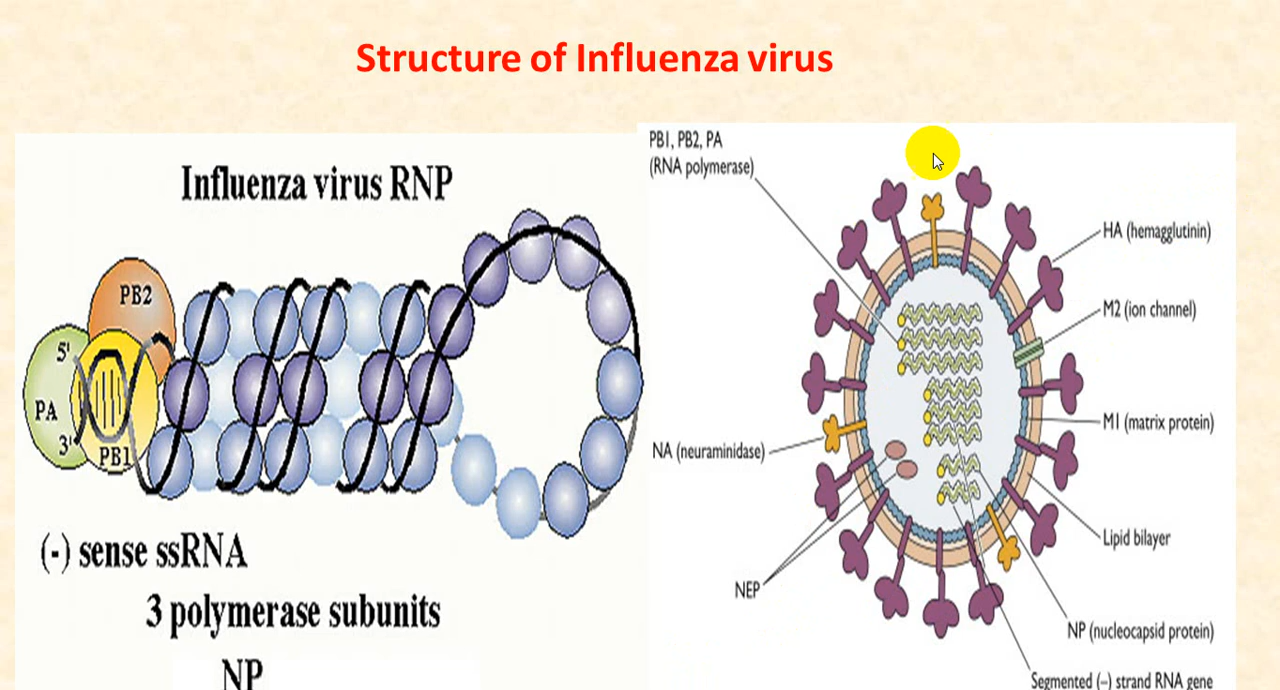 Structure of Influenza virus
Influenza virus RNP
PB2
5'
PA
3'
PB1
(-) sense ssRNA
3 polymerase subunits
NP
PB1, PB2, PA
(RNA polymerase)
HA (hemagglutinin)
M2 (ion channel)
M1 (matrix protein)
NA (neuraminidase)
Lipid bilayer
NEP
NP (nucleocapsid protein)
Segmented (–) strand RNA gene